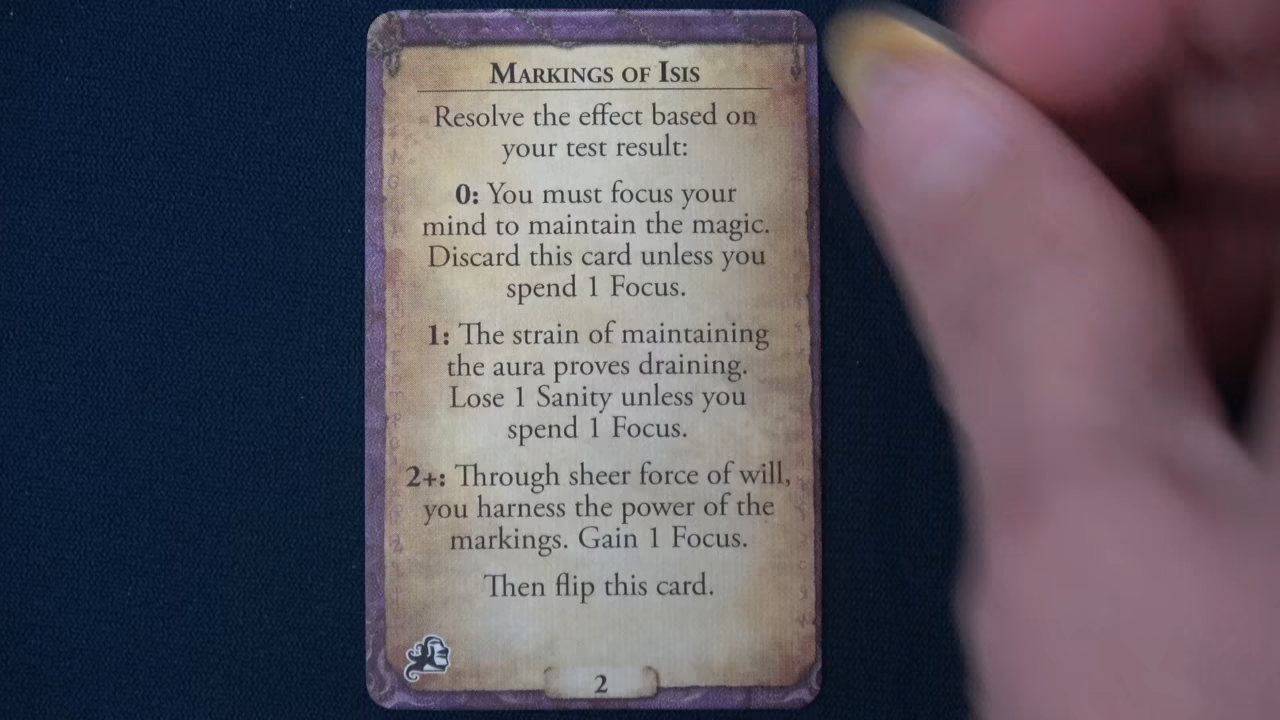 Markings of Isis
Resolve the effect based on
your test result:
0: You must focus your
mind to maintain the magic.
Discard this card unless you
spend 1 Focus.
1: The strain of maintaining
the aura proves draining.
Lose 1 Sanity unless you
spend 1 Focus.
2+: Through sheer force of will,
you harness the power of the
markings. Gain 1 Focus.
Then flip this card.
2